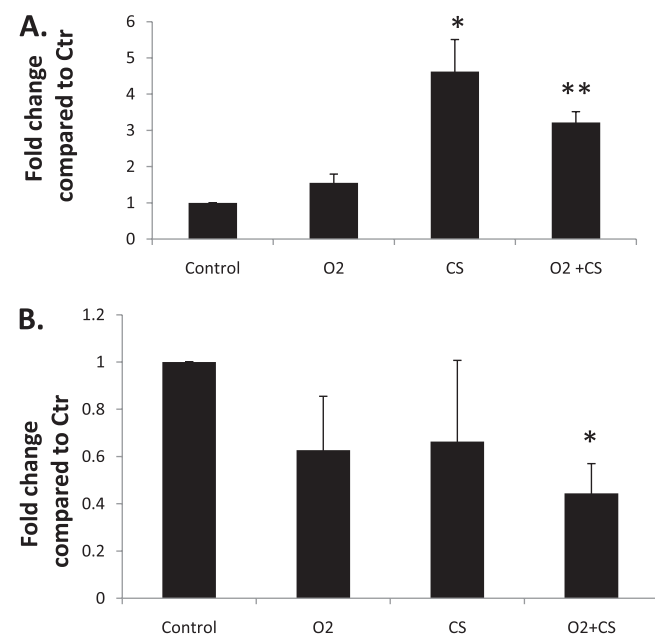 A.
Fold change
compared to Ctr
6
5
4
3
2
1
0
*
**
Control O2 CS O2 +CS
B.
Fold change
compared to Ctr
1.2
1
0.8
0.6
0.4
0.2
0
*
Control O2 CS O2+CS